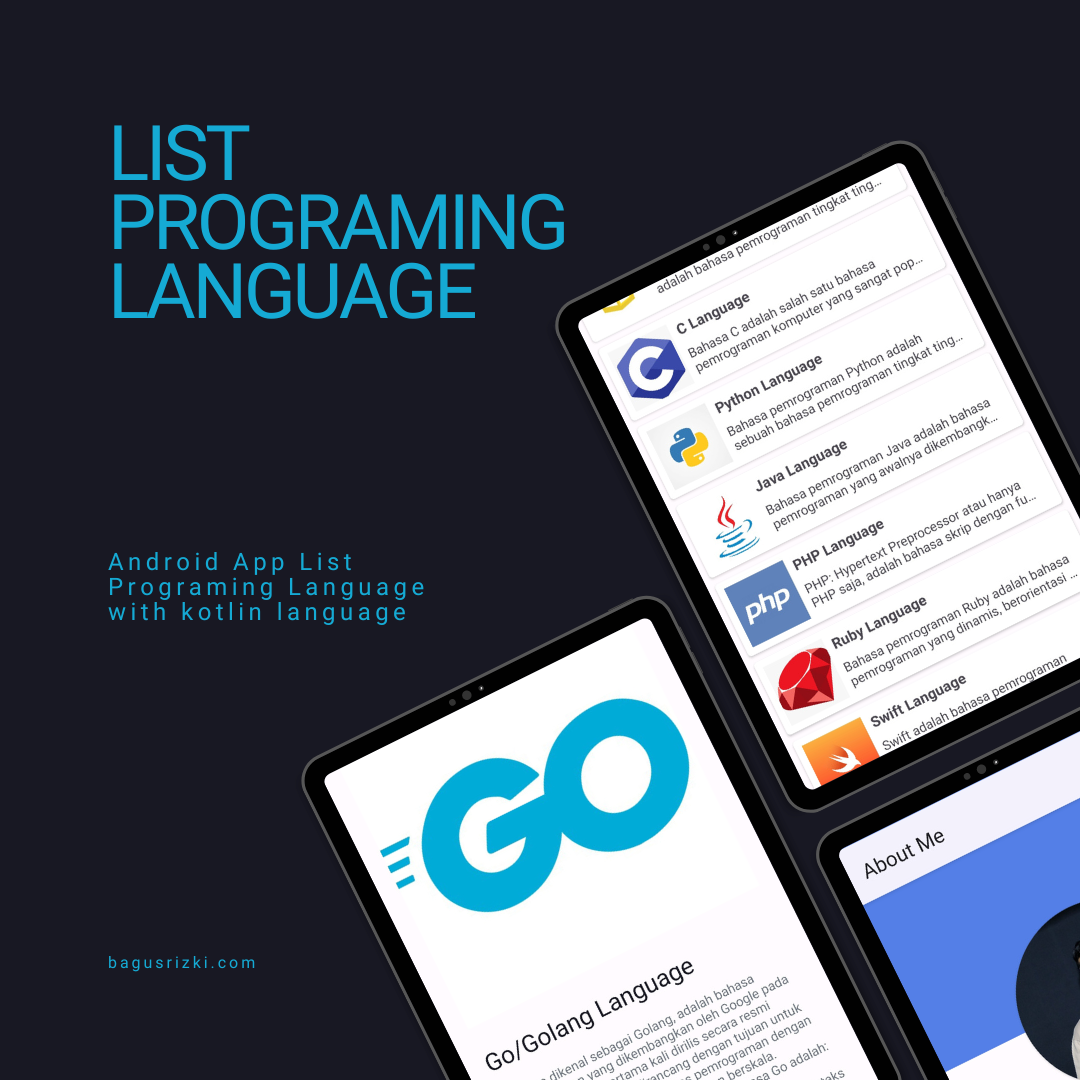 LIST
PROGRAMING
LANGUAGE
Android App List
Programing Language
with kotlin language
bagusrizki.com
adalah bahasa pemrograman tingkat ting...
C Language
Bahasa C adalah salah satu bahasa
pemrograman komputer yang sangat pop...
Python Language
Bahasa pemrograman Python adalah
sebuah bahasa pemrograman tingkat ting...
Java Language
Bahasa pemrograman Java adalah bahasa
pemrograman yang awalnya dikembangk...
php
PHP Language
PHP: Hypertext Preprocessor atau hanya
PHP saja, adalah bahasa skrip dengan fu...
Ruby Language
Bahasa pemrograman Ruby adalah bahasa
pemrograman yang dinamis, berorientasi ...
Swift Language
Swift adalah bahasa pemrograman
GO
Go/Golang Language
dikenal sebagai Golang, adalah bahasa
yang dikembangkan oleh Google pada
kali dirilis secara resmi
dengan tujuan untuk
pemrograman dengan
berskala.
Go adalah:
About Me